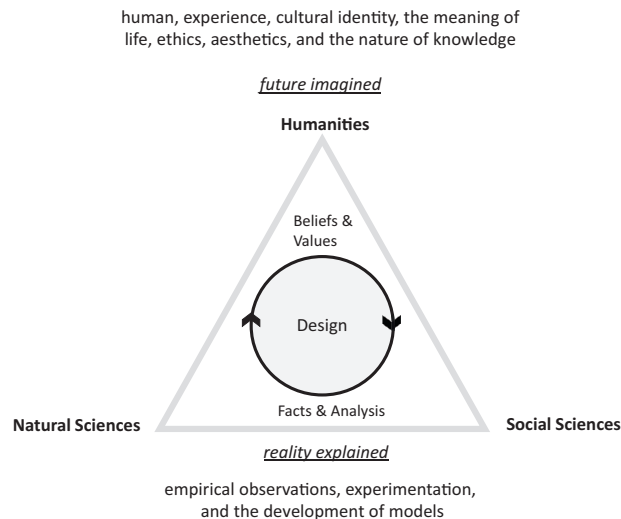 human, experience, cultural identity, the meaning of
life, ethics, aesthetics, and the nature of knowledge
future imagined
Humanities
Beliefs &
Values
Design
Facts & Analysis
Natural Sciences
Social Sciences
reality explained
empirical observations, experimentation,
and the development of models